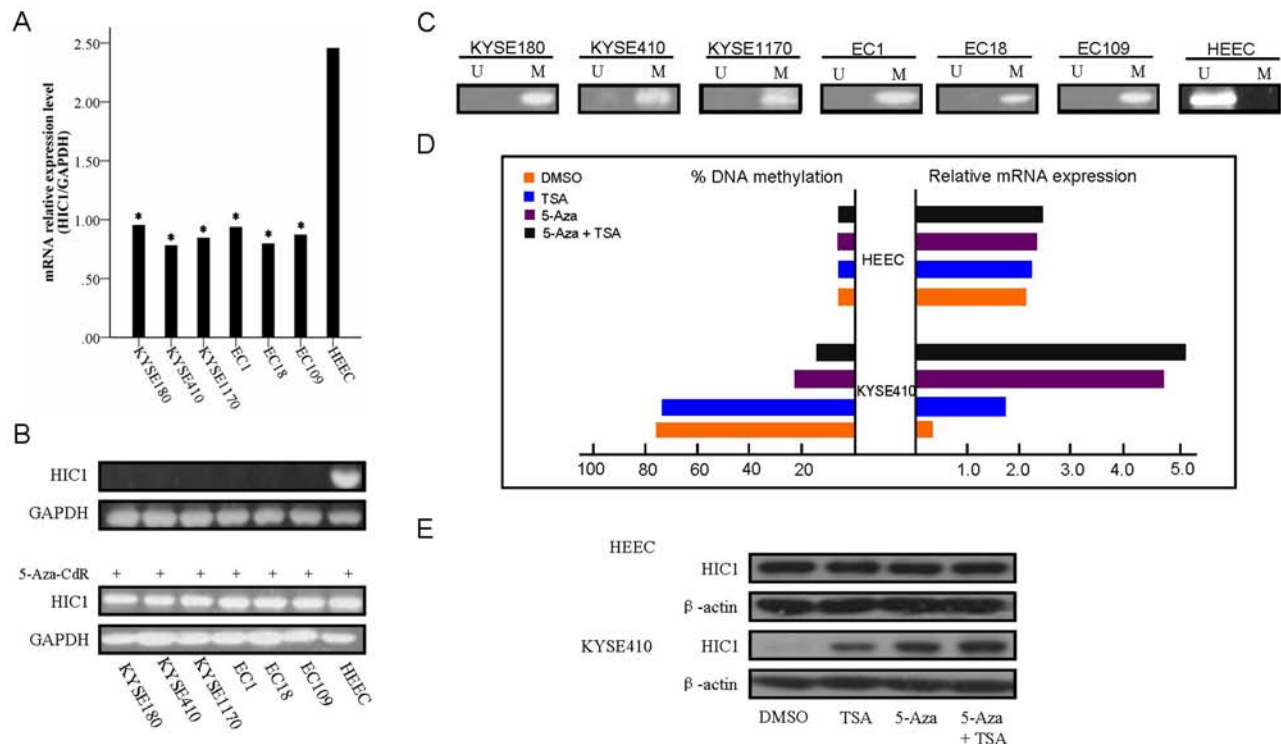 A
mRNA relative expression level
(HIC1/GAPDH)
2.50
2.00
1.50
1.00
.50
.00
* * * * * *
KYSE180
KYSE410
KYSE1170
EC1
EC18
EC109
HEEC
B
HIC1
GAPDH
5-Aza-CdR + + + + + + +
HIC1
GAPDH
KYSE180
KYSE410
KYSE1170
EC1
EC18
EC109
HEEC
C
KYSE180 KYSE410 KYSE1170 EC1 EC18 EC109 HEEC
U M U M U M U M U M U M U M
D
DMSO
TSA
5-Aza
5-Aza + TSA
% DNA methylation
Relative mRNA expression
HEEC
KYSE410
100 80 60 40 20
1.0 2.0 3.0 4.0 5.0
E
HEEC
HIC1
β -actin
KYSE410
HIC1
β -actin
DMSO TSA 5-Aza 5-Aza
+ TSA